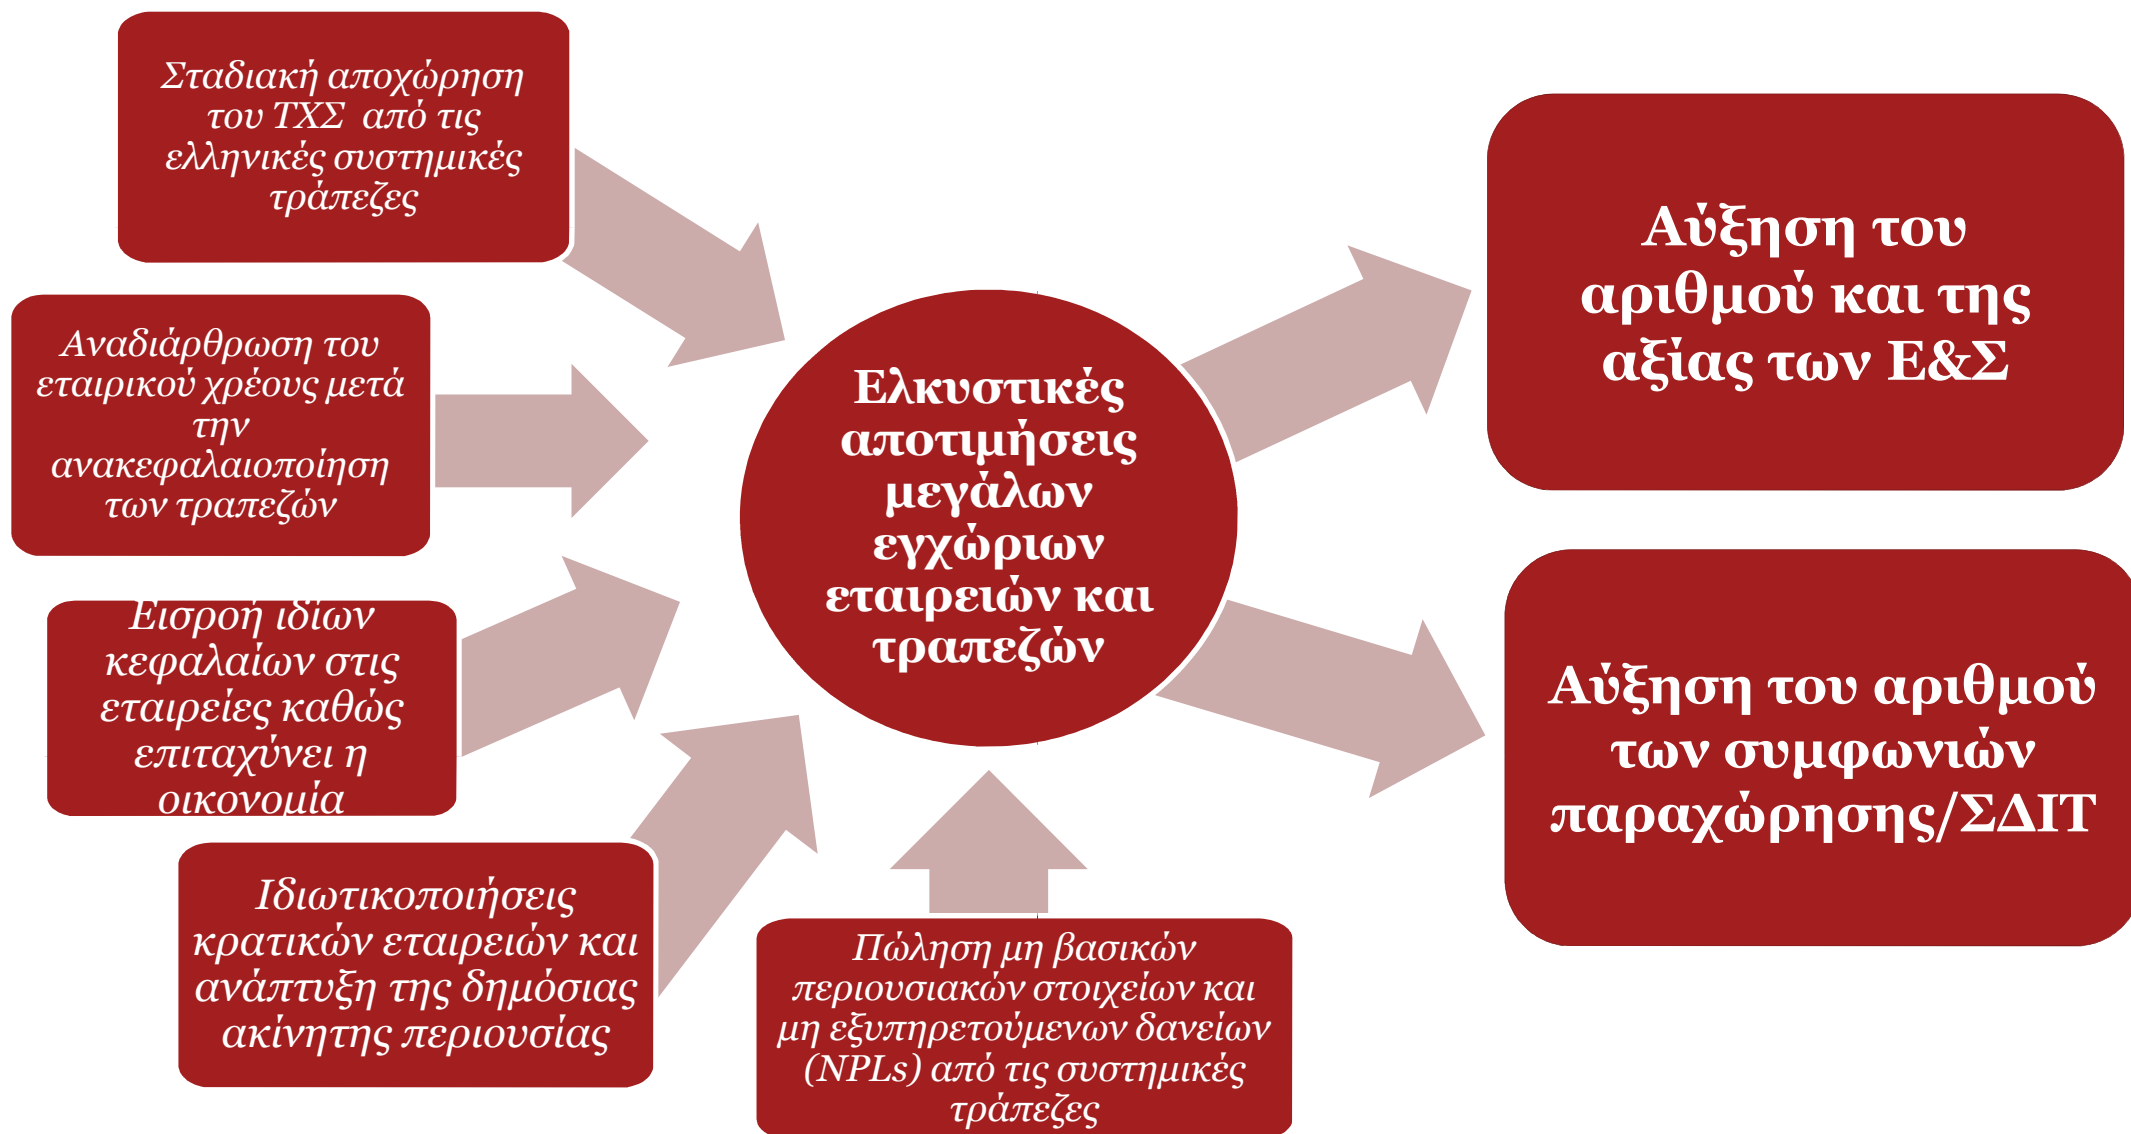 Σταδιακή αποχώρηση
του ΤΧΣ από τις
ελληνικές συστημικές
τράπεζες
Αναδιάρθρωση του
εταιρικού χρέους μετά
την
ανακεφαλαιοποίηση
των τραπεζών
Εισροή ιδίων
κεφαλαίων στις
εταιρείες καθώς
επιταχύνει η
οικονομία
Ιδιωτικοποιήσεις
κρατικών εταιρειών και
ανάπτυξη της δημόσιας
ακίνητης περιουσίας
Πώληση μη βασικών
περιουσιακών στοιχείων και
μη εξυπηρετούμενων δανείων
(NPLs) από τις συστημικές
τράπεζες
Ελκυστικές
αποτιμήσεις
μεγάλων
εγχώριων
εταιρειών και
τραπεζών
Αύξηση του
αριθμού και της
αξίας των Ε&Σ
Αύξηση του αριθμού
των συμφωνιών
παραχώρησης/ΣΔΙΤ